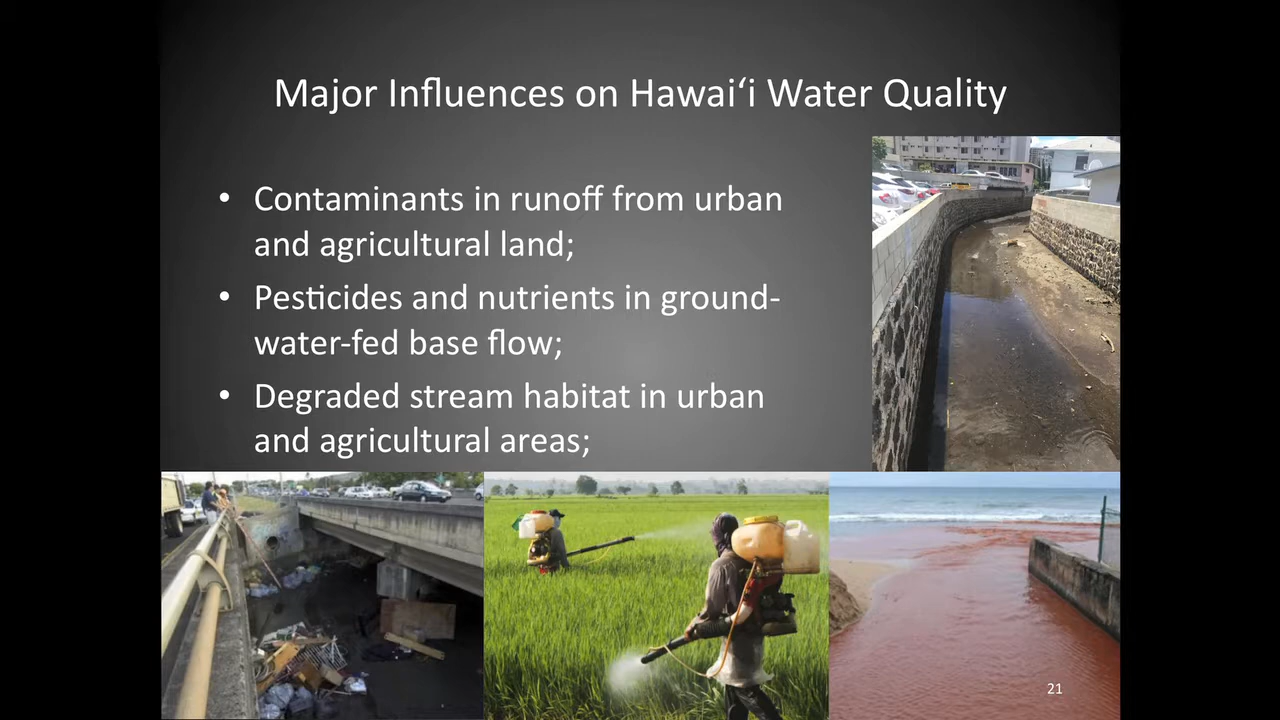 Major Influences on Hawaiʻi Water Quality
• Contaminants in runoff from urban
and agricultural land;
• Pesticides and nutrients in ground-
water-fed base flow;
• Degraded stream habitat in urban
and agricultural areas;
21